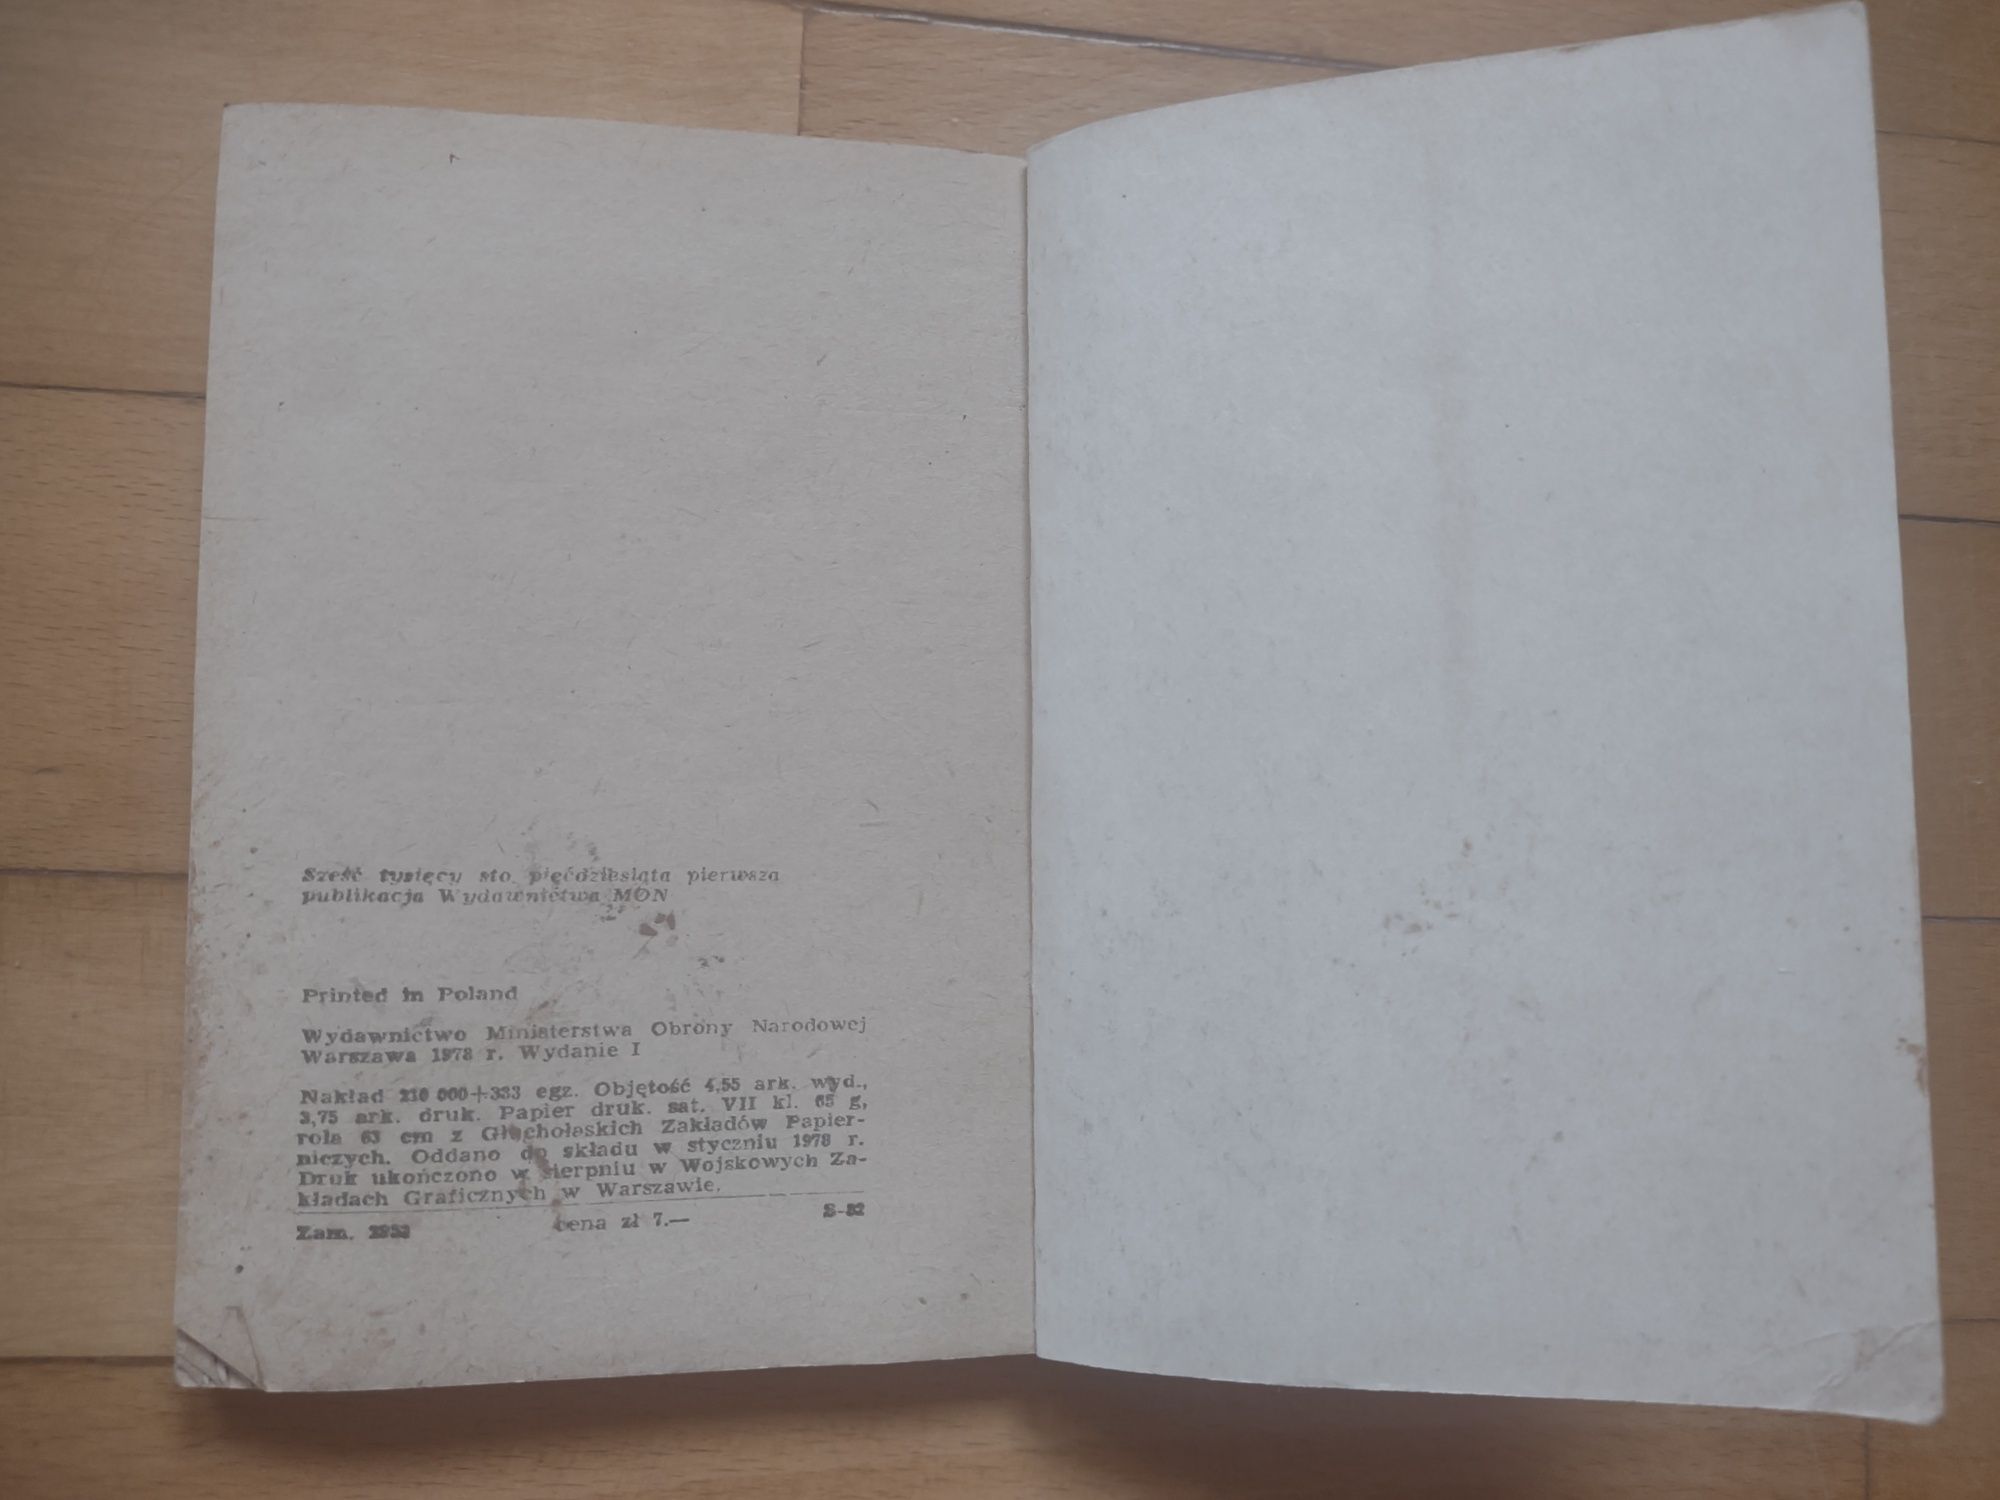 Sześć tysięcy sto pięćdziesiąta pierwsza
publikacja Wydawnictwa MON
Printed in Poland
Wydawnictwo Ministerstwa Obrony Narodowej
Warszawa 1978 r. Wydanie I
Nakład 210 000+333 egz. Objętość 4,55 ark. wyd.,
3,75 ark. druk. Papier druk. sat. VII kl. 65 g,
rola 63 cm z Głuchołaskich Zakładów Papier-
niczych. Oddano do składu w styczniu 1978 r.
Druk ukończono w sierpniu w Wojskowych Za-
kładach Graficznych w Warszawie.
Zam. cena zł 7.—